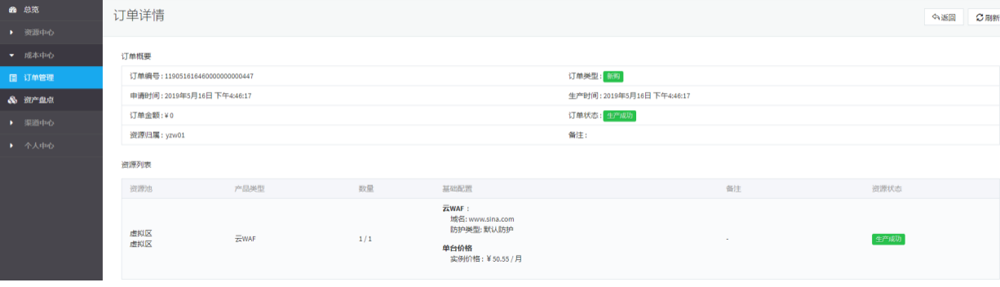 总览
资源中心
成本中心
订单管理
资产盘点
渠道中心
个人中心
订单详情
返回
刷新
订单概要
订单编号 : 119051616460000000000447
订单类型 : 新购
申请时间 : 2019年5月16日 下午4:46:17
生产时间 : 2019年5月16日 下午4:46:17
订单金额 : ¥ 0
订单状态 : 生产成功
资源归属 : yzw01
备注 :
资源列表
资源池 产品类型 数量 基础配置 备注 资源状态
虚拟区
虚拟区
云WAF
1 / 1
云WAF :
域名: www.sina.com
防护类型: 默认防护
单台价格
实例价格 : ¥ 50.55 / 月
-
生产成功